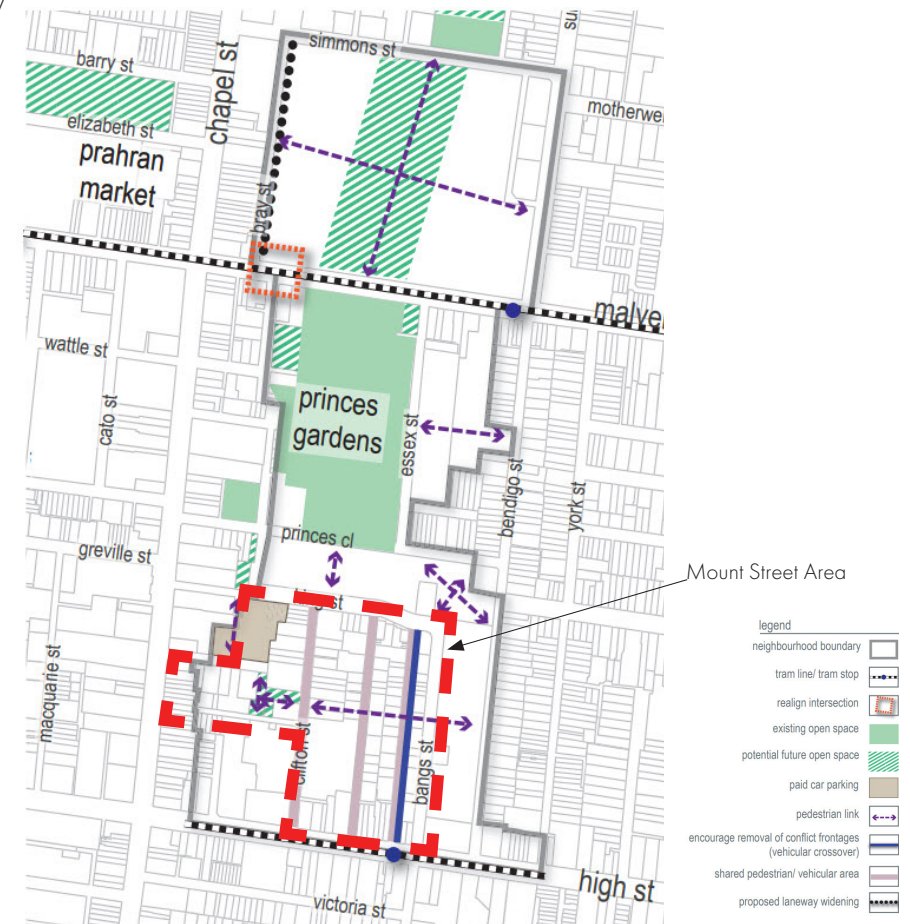 simmons st
su
barry st
chapel st
motherwe
elizabeth st
prahran
market
bray st
malve
wattle st
princes
gardens
cato st
essex st
bendigo st
york st
princes cl
greville st
Mount Street Area
st
macquarie st
clifton st
bangs st
high st
victoria st
legend
neighbourhood boundary
tram line/ tram stop
realign intersection
existing open space
potential future open space
paid car parking
pedestrian link
encourage removal of conflict frontages
(vehicular crossover)
shared pedestrian/ vehicular area
proposed laneway widening